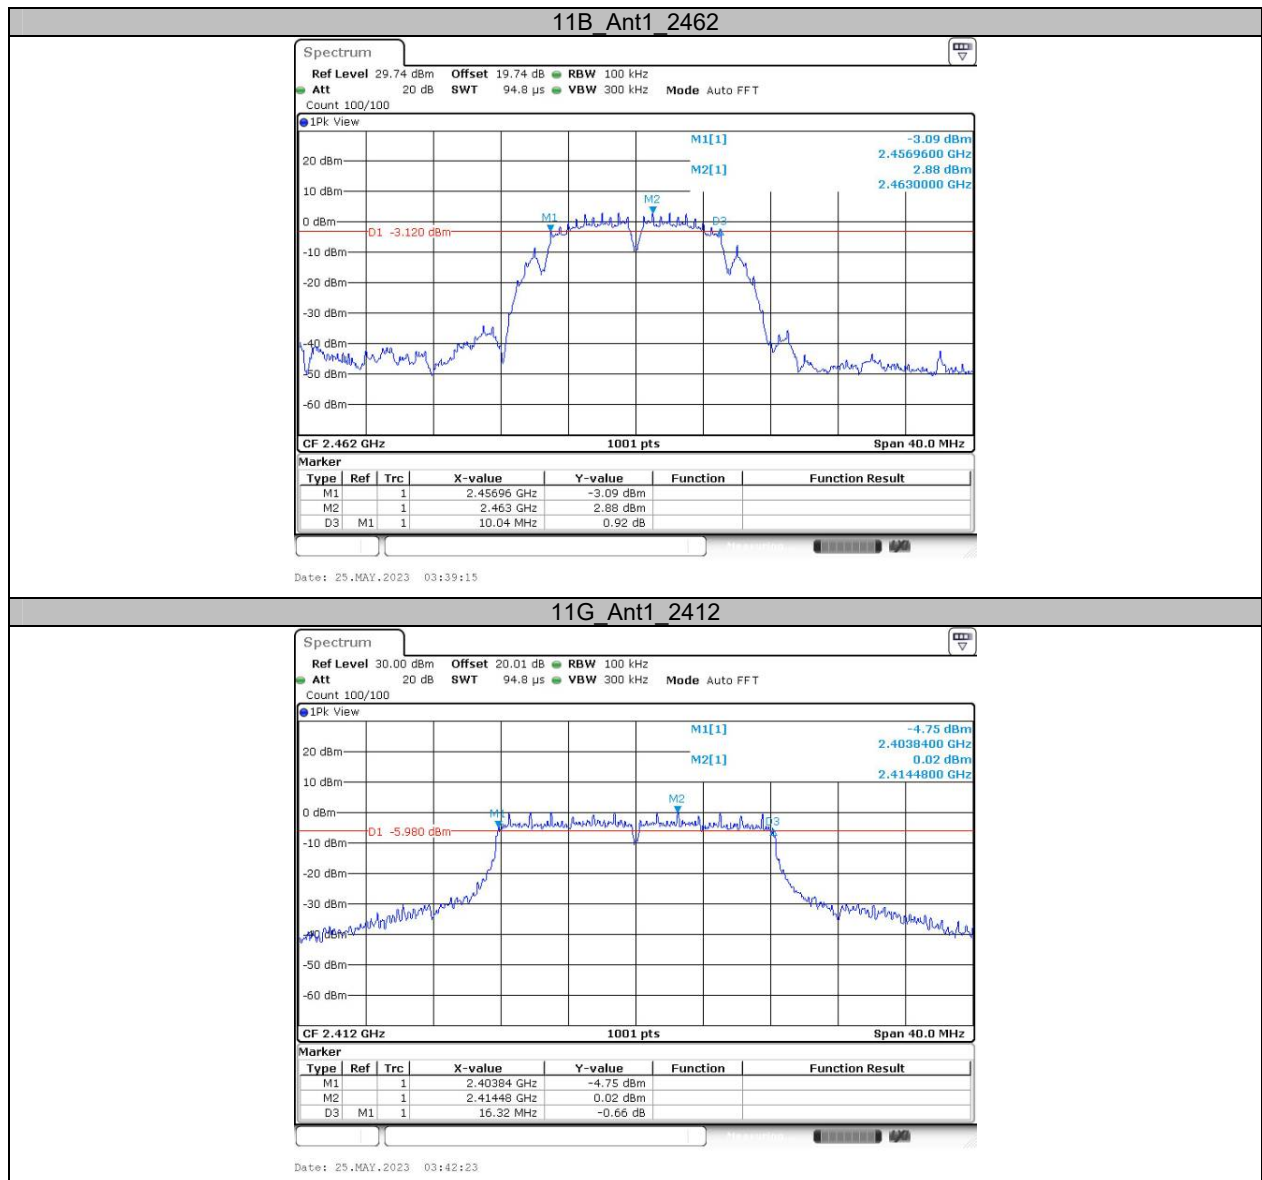 11B_Ant1_2462
Spectrum
Ref Level 29.74 dBm Offset 19.74 dB RBW 100 kHz
Att 20 dB SWT 94.8 µs VBW 300 kHz Mode Auto FFT
Count 100/100
1Pk View
M1[1] -3.09 dBm
2.4569600 GHz
20 dBm
M2[1] 2.88 dBm
2.4630000 GHz
10 dBm
M2
0 dBm
M1
D3
D1 -3.120 dBm
-10 dBm
-20 dBm
-30 dBm
-40 dBm
-50 dBm
-60 dBm
CF 2.462 GHz 1001 pts Span 40.0 MHz
Marker
Type Ref Trc X-value Y-value Function Function Result
M1 1 2.45696 GHz -3.09 dBm
M2 1 2.463 GHz 2.88 dBm
D3 M1 1 10.04 MHz 0.92 dB
Date: 25.MAY.2023 03:39:15
11G_Ant1_2412
Spectrum
Ref Level 30.00 dBm Offset 20.01 dB RBW 100 kHz
Att 20 dB SWT 94.8 µs VBW 300 kHz Mode Auto FFT
Count 100/100
1Pk View
M1[1] -4.75 dBm
2.4038400 GHz
20 dBm
M2[1] 0.02 dBm
2.4144800 GHz
10 dBm
M2
0 dBm
M1
D3
D1 -5.980 dBm
-10 dBm
-20 dBm
-30 dBm
-40 dBm
-50 dBm
-60 dBm
CF 2.412 GHz 1001 pts Span 40.0 MHz
Marker
Type Ref Trc X-value Y-value Function Function Result
M1 1 2.40384 GHz -4.75 dBm
M2 1 2.41448 GHz 0.02 dBm
D3 M1 1 16.32 MHz -0.66 dB
Date: 25.MAY.2023 03:42:23